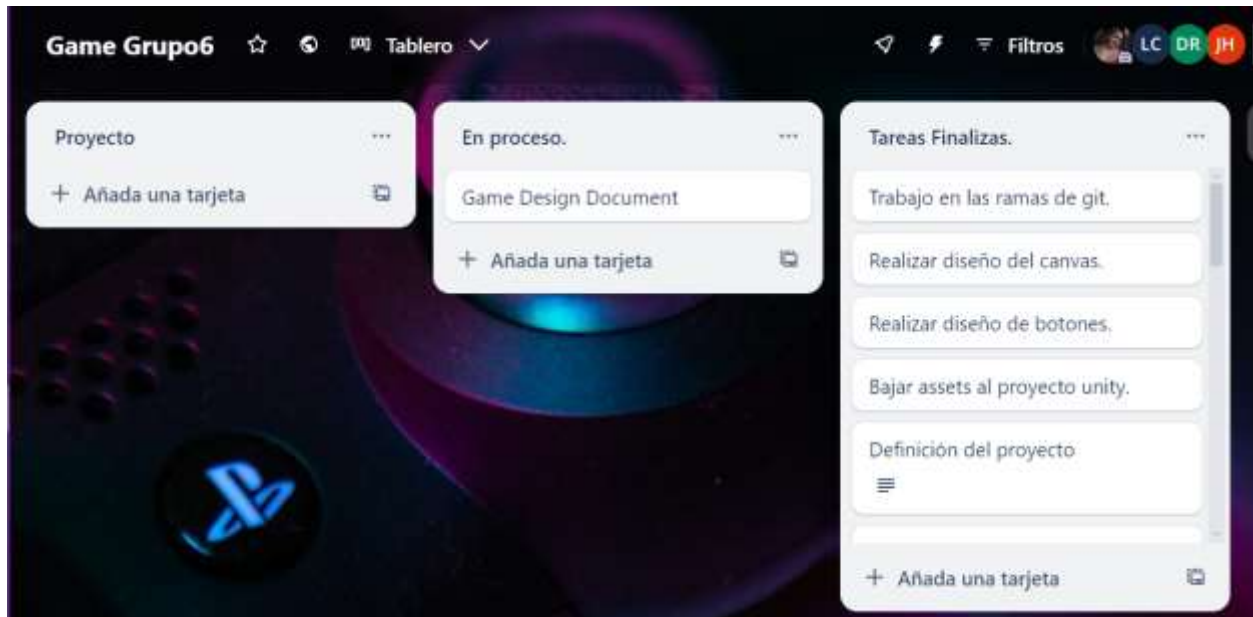 Game Grupo6 Tablero Filtros LC DR JH
Proyecto
+ Añada una tarjeta
En proceso.
Game Design Document
+ Añada una tarjeta
Tareas Finalizas.
Trabajo en las ramas de git.
Realizar diseño del canvas.
Realizar diseño de botones.
Bajar assets al proyecto unity.
Definición del proyecto
+ Añada una tarjeta